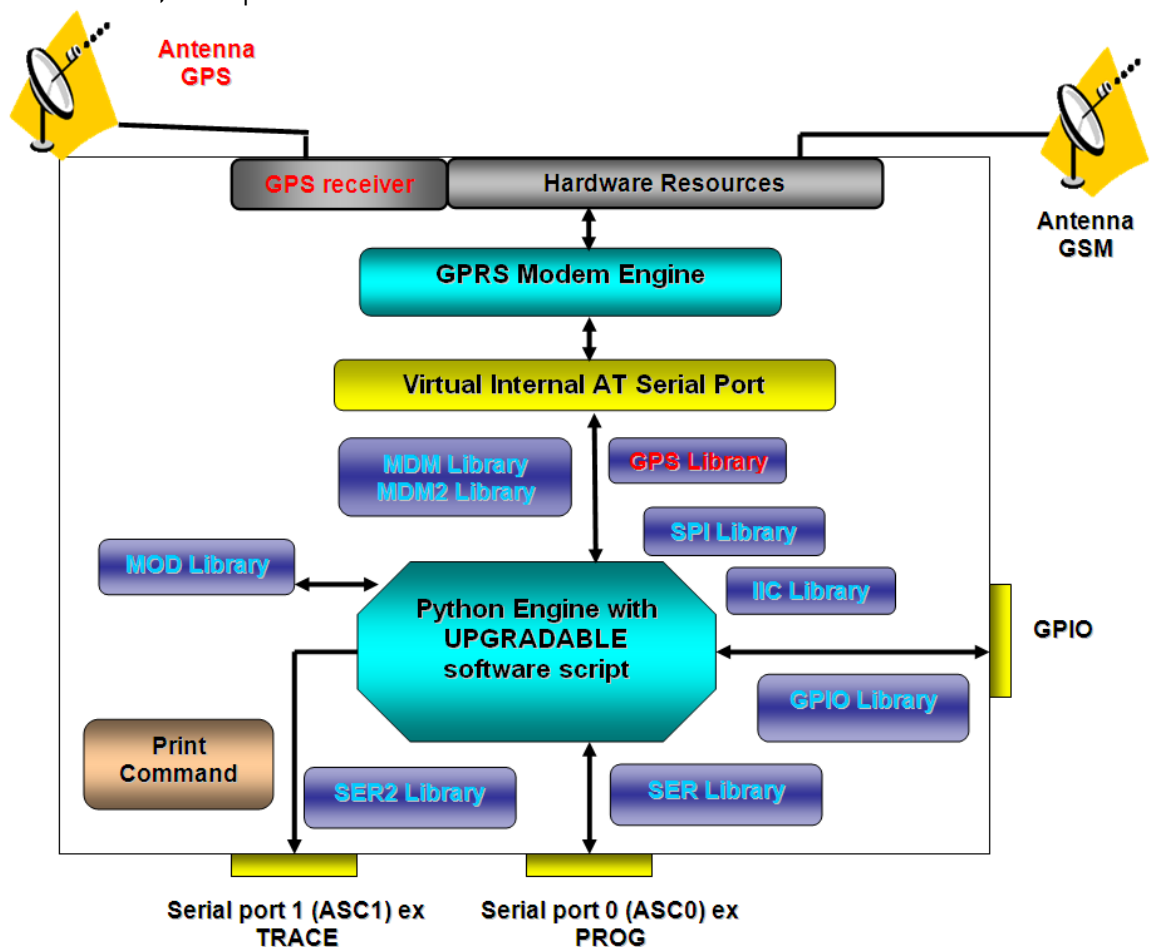 Antenna
GPS
GPS receiver
Hardware Resources
Antenna
GSM
GPRS Modem Engine
Virtual Internal AT Serial Port
MDM Library
MDM2 Library
GPS Library
SPI Library
MOD Library
IIC Library
Python Engine with
UPGRADABLE
software script
GPIO
GPIO Library
Print
Command
SER2 Library
SER Library
Serial port 1 (ASC1) ex
TRACE
Serial port 0 (ASC0) ex
PROG